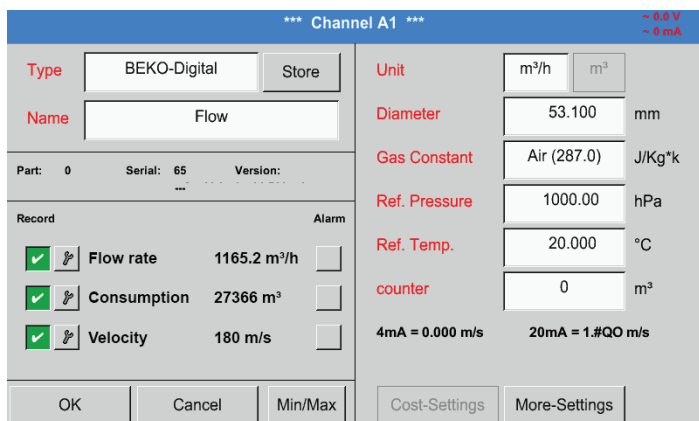 *** Channel A1 ***
~ 0.0 V
~ 0 mA
Type BEKO-Digital Store
Name Flow
Part: 0 Serial: 65 Version:
---
Record Alarm
Flow rate 1165.2 m³/h
Consumption 27366 m³
Velocity 180 m/s
OK Cancel Min/Max
Unit m³/h m³
Diameter 53.100 mm
Gas Constant Air (287.0) J/Kg*k
Ref. Pressure 1000.00 hPa
Ref. Temp. 20.000 °C
counter 0 m³
4mA = 0.000 m/s 20mA = 1.#QO m/s
Cost-Settings More-Settings